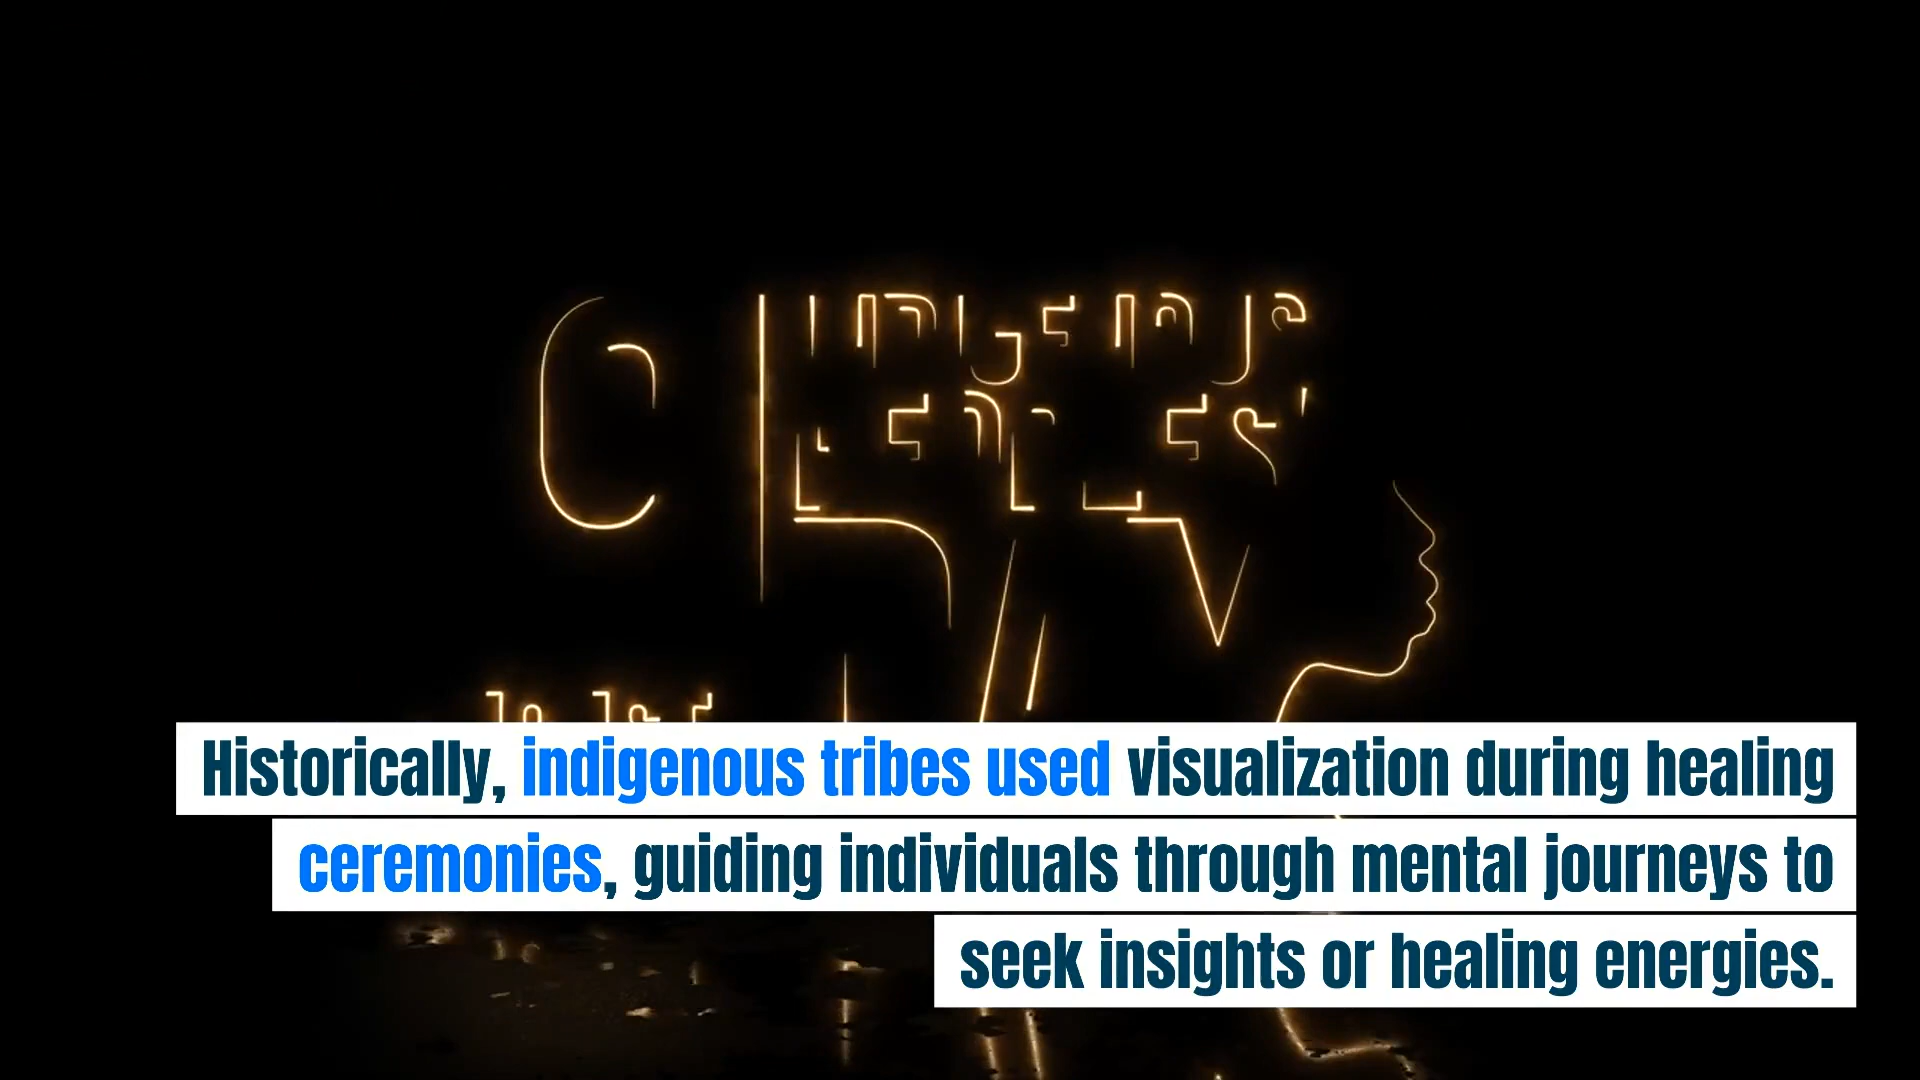 Historically, indigenous tribes used visualization during healing
ceremonies, guiding individuals through mental journeys to
seek insights or healing energies.